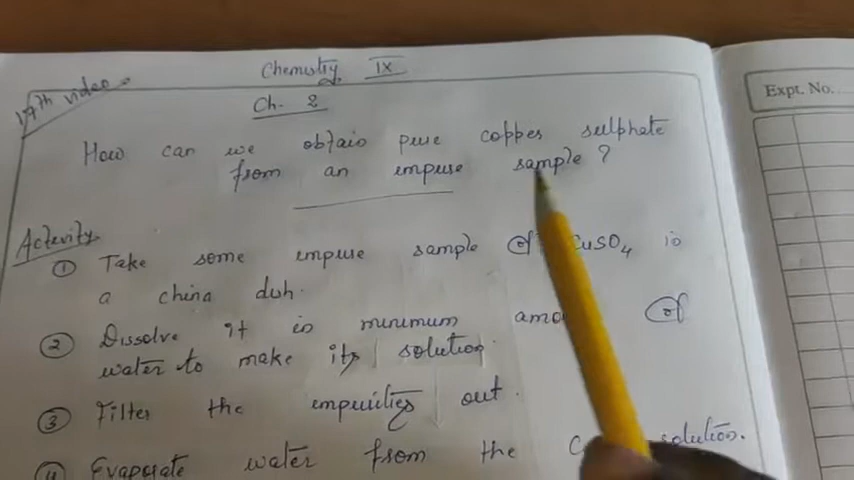 17th video
Chemistry IX
Expt. No.
Ch. 2
How can we obtain pure copper sulphate
from an impure sample ?
Activity
① Take some impure sample of CuSO4 in
a china dish.
② Dissolve it in minimum of
water to make its solution.
③ Filter the impurities out.
④ Evaporate water from the solution.